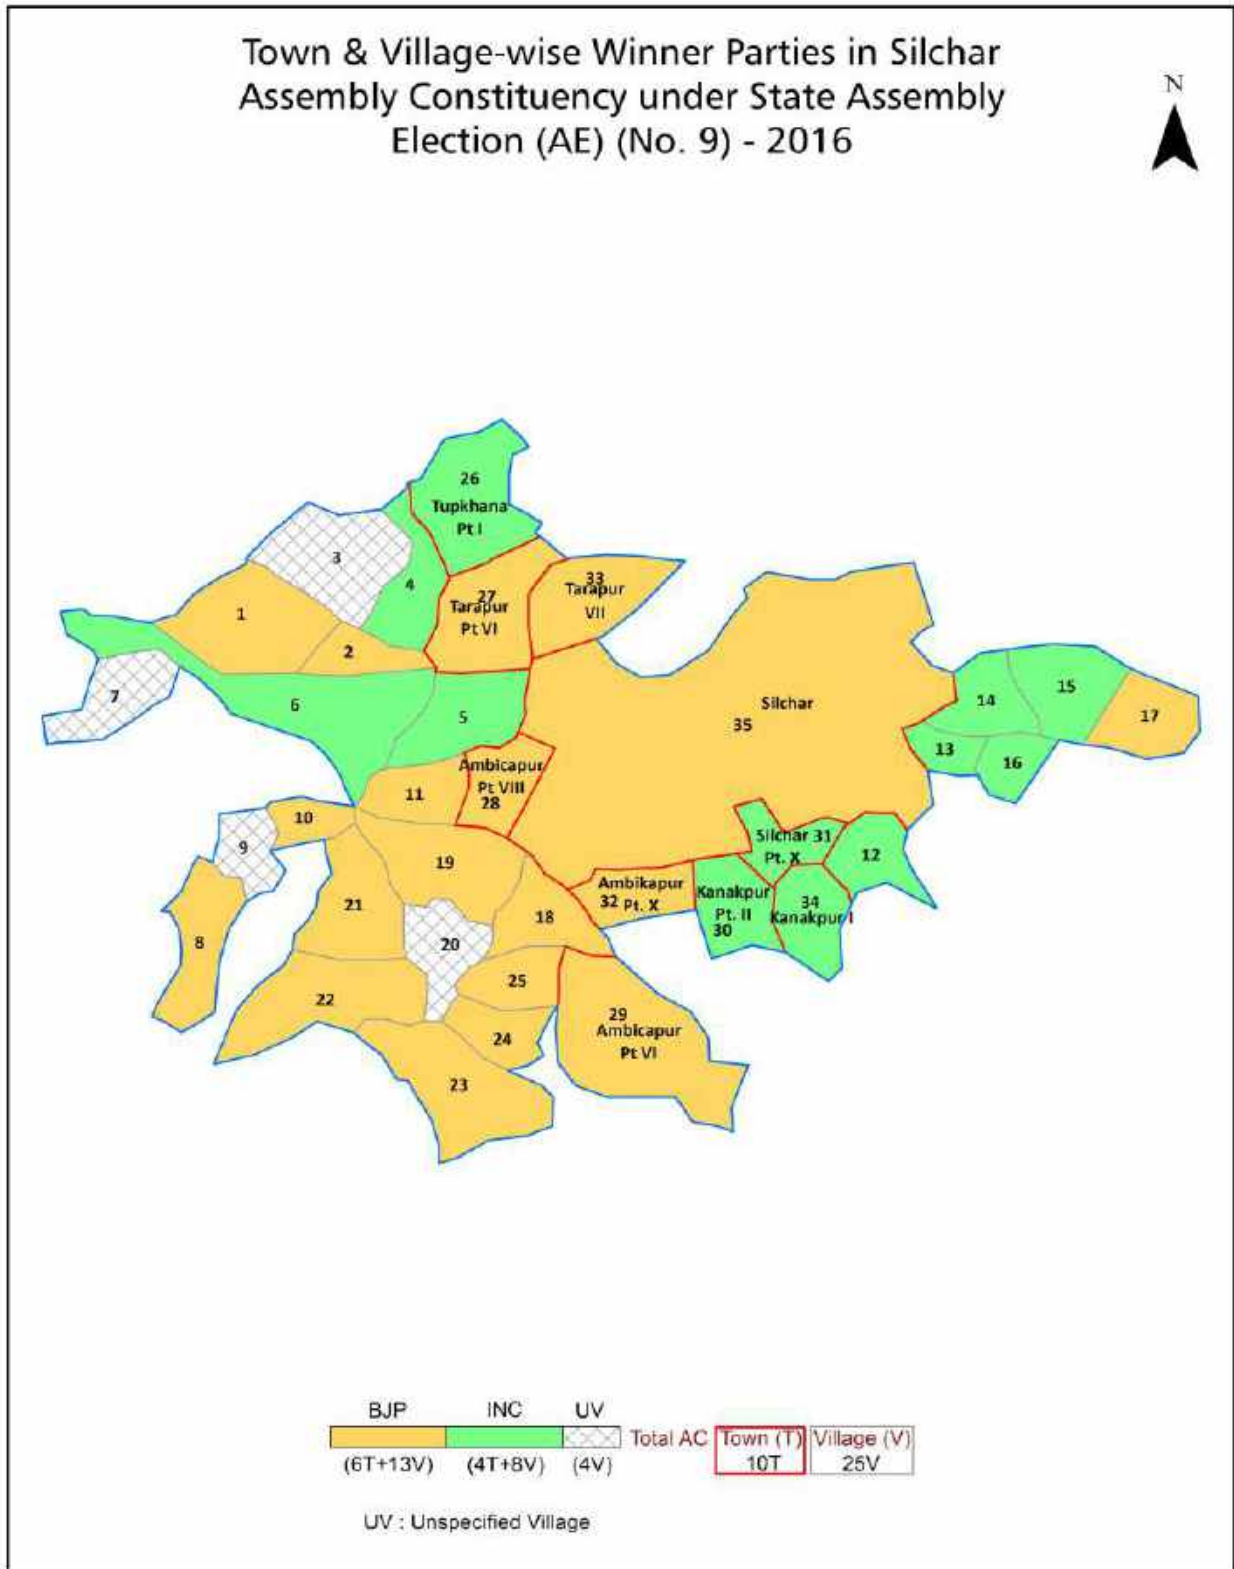 Town & Village-wise Winner Parties in Silchar
Assembly Constituency under State Assembly
Election (AE) (No. 9) - 2016
N
26
Tupkhana
Pt I
3
4
33
Tarapur
VII
27
Tarapur
Pt VI
1
2
7
6
5
Silchar
35
14
15
17
13
16
Ambicapur
Pt VIII
28
11
10
9
19
Silchar 31
Pt. X
12
21
18
Ambikapur
32 Pt. X
Kanakpur
Pt. II
30
34
Kanakpur I
8
20
25
22
24
29
Ambicapur
Pt VI
23
BJP INC UV
Total AC Town (T) Village (V)
(6T+13V) (4T+8V) (4V) 10T 25V
UV : Unspecified Village